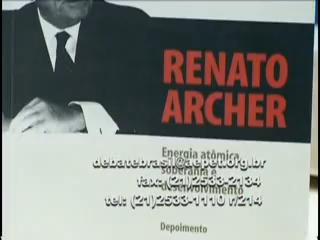 RENATO
ARCHER
Energia atômica,
soberania e
desenvolvimento
debatebrasil@aepet.org.br
fax: (21)2533-2134
tel: (21)2533-1110 r/214
Depoimento